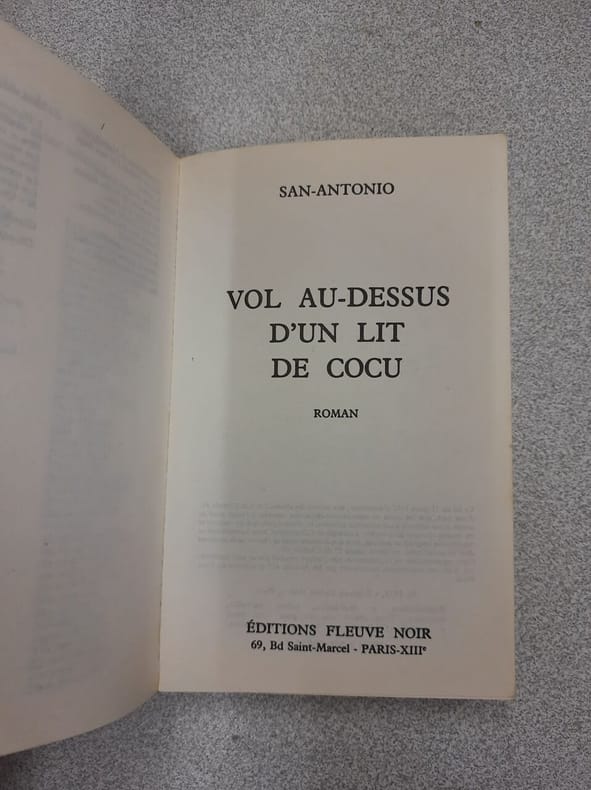 SAN-ANTONIO
VOL AU-DESSUS
D'UN LIT
DE COCU
ROMAN
ÉDITIONS FLEUVE NOIR
69, Bd Saint-Marcel - PARIS-XIIIe